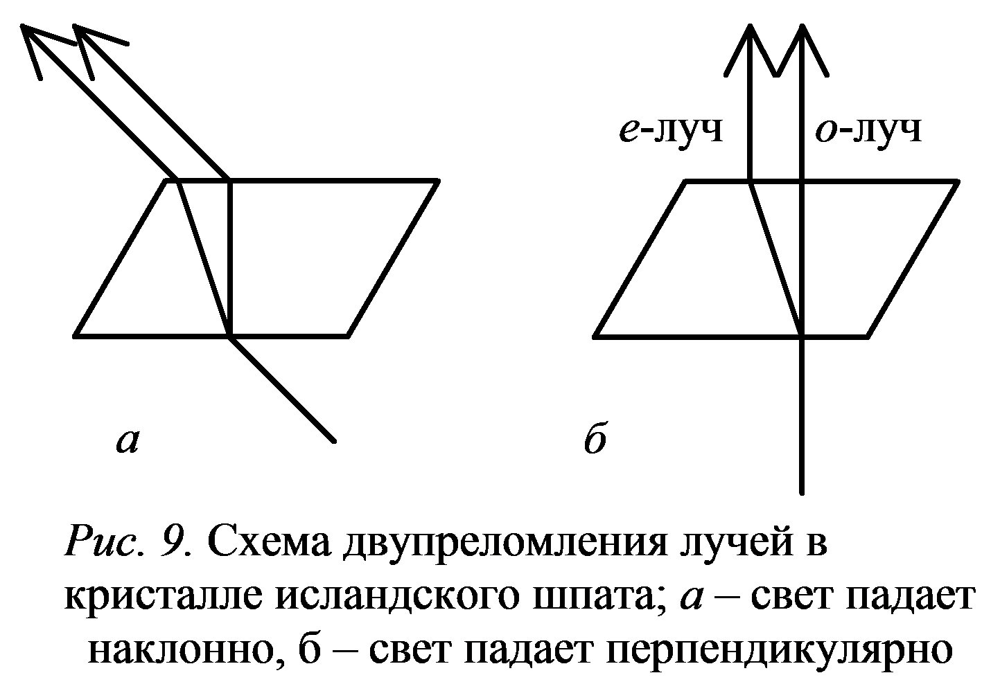 е-луч
о-луч
а
б
Рис. 9. Схема двупреломления лучей в
кристалле исландского шпата; а – свет падает
наклонно, б – свет падает перпендикулярно